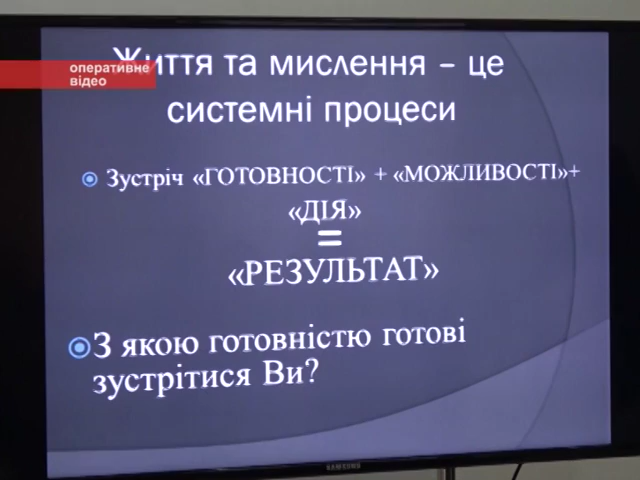 оперативне
відео
Життя та мислення – це
системні процеси
Зустріч «ГОТОВНОСТІ» + «МОЖЛИВОСТІ»+
«ДІЯ»
=
«РЕЗУЛЬТАТ»
З якою готовністю готові
зустрітися Ви?
SAMSUNG